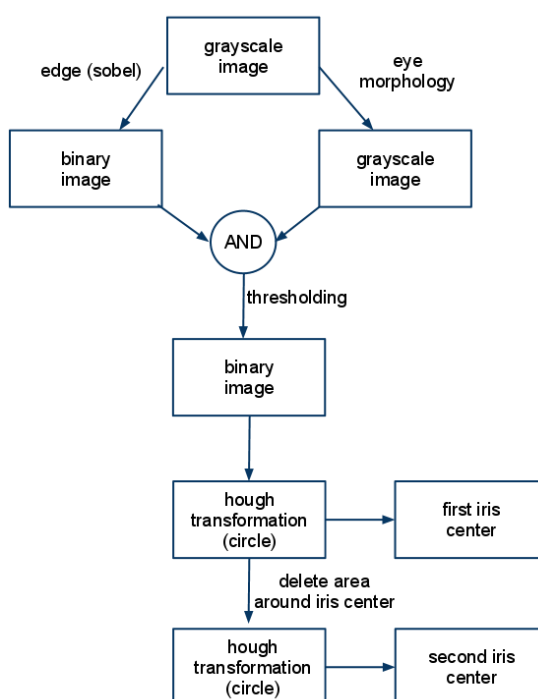 grayscale
image
edge (sobel)
eye
morphology
binary
image
grayscale
image
AND
thresholding
binary
image
hough
transformation
(circle)
first iris
center
delete area
around iris center
hough
transformation
(circle)
second iris
center